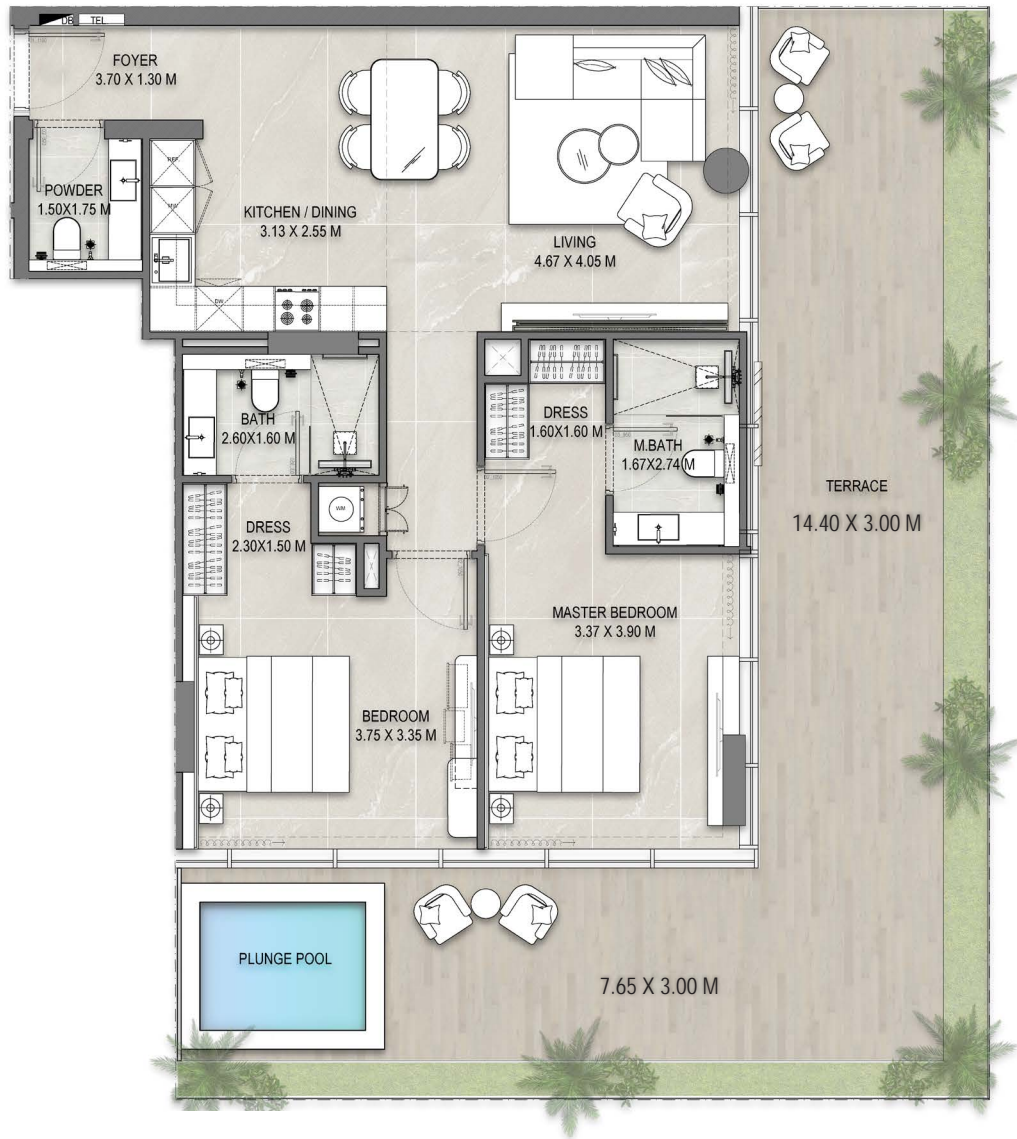 DB TEL
FOYER
3.70 X 1.30 M
POWDER
1.50X1.75 M
REF
MW
KITCHEN / DINING
3.13 X 2.55 M
DW
LIVING
4.67 X 4.05 M
BATH
2.60X1.60 M
DRESS
1.60X1.60 M
M.BATH
1.67X2.74 M
WM
DRESS
2.30X1.50 M
TERRACE
14.40 X 3.00 M
MASTER BEDROOM
3.37 X 3.90 M
BEDROOM
3.75 X 3.35 M
PLUNGE POOL
7.65 X 3.00 M